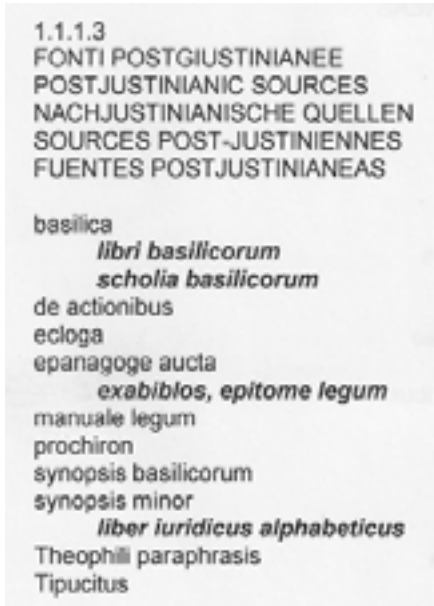 1.1.1.3
FONTI POSTGIUSTINIANEE
POSTJUSTINIANIC SOURCES
NACHJUSTINIANISCHE QUELLEN
SOURCES POST-JUSTINIENNES
FUENTES POSTJUSTINIANEAS
basilica
libri basilicorum
scholia basilicorum
de actionibus
ecloga
epanagoge aucta
exabiblos, epitome legum
manuale legum
prochiron
synopsis basilicorum
synopsis minor
liber iuridicus alphabeticus
Theophili paraphrasis
Tipucitus